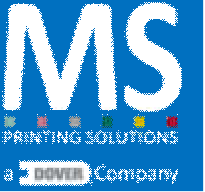 MS
PRINTING SOLUTIONS
a DOVER Company